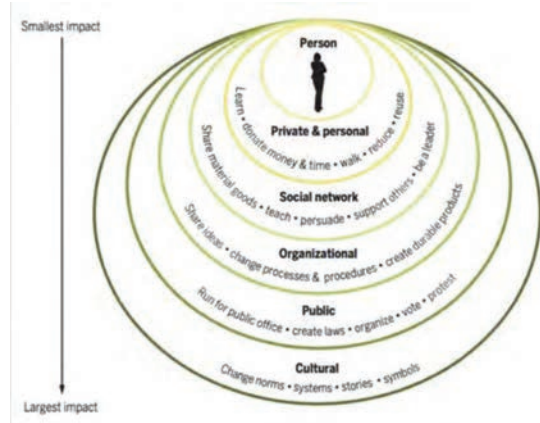 Smallest impact
Person
Learn • donate money & time • walk • reduce • reuse
Private & personal
Share material goods • teach • persuade • support others • be a leader
Social network
Share ideas • change processes & procedures • create durable products
Organizational
Run for public office • create laws • organize • vote • protest
Public
Change norms • systems • stories • symbols
Cultural
Largest impact